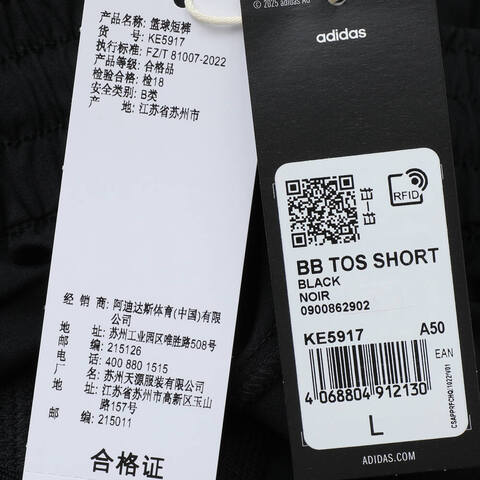 产品名称: 篮球短裤
货 号: KE5917
执行标准: FZ/T 81007-2022
产品等级: 合格品
检验合格: 检18
安全类别: B类
产 地: 江苏省苏州市
经 销 商: 阿迪达斯体育(中国)有限
公司
地 址: 苏州工业园区唯胜路508号
邮 编: 215126
电 话: 400 880 1515
苏州天源服装有限公司
江苏省苏州市高新区玉山
路157号
邮 编: 215011
合格证
© 2025 adidas AG
adidas
RFID
BB TOS SHORT
BLACK
NOIR
0900862902
KE5917 A50
EAN
4 068804 912130
L
ADIDAS.COM